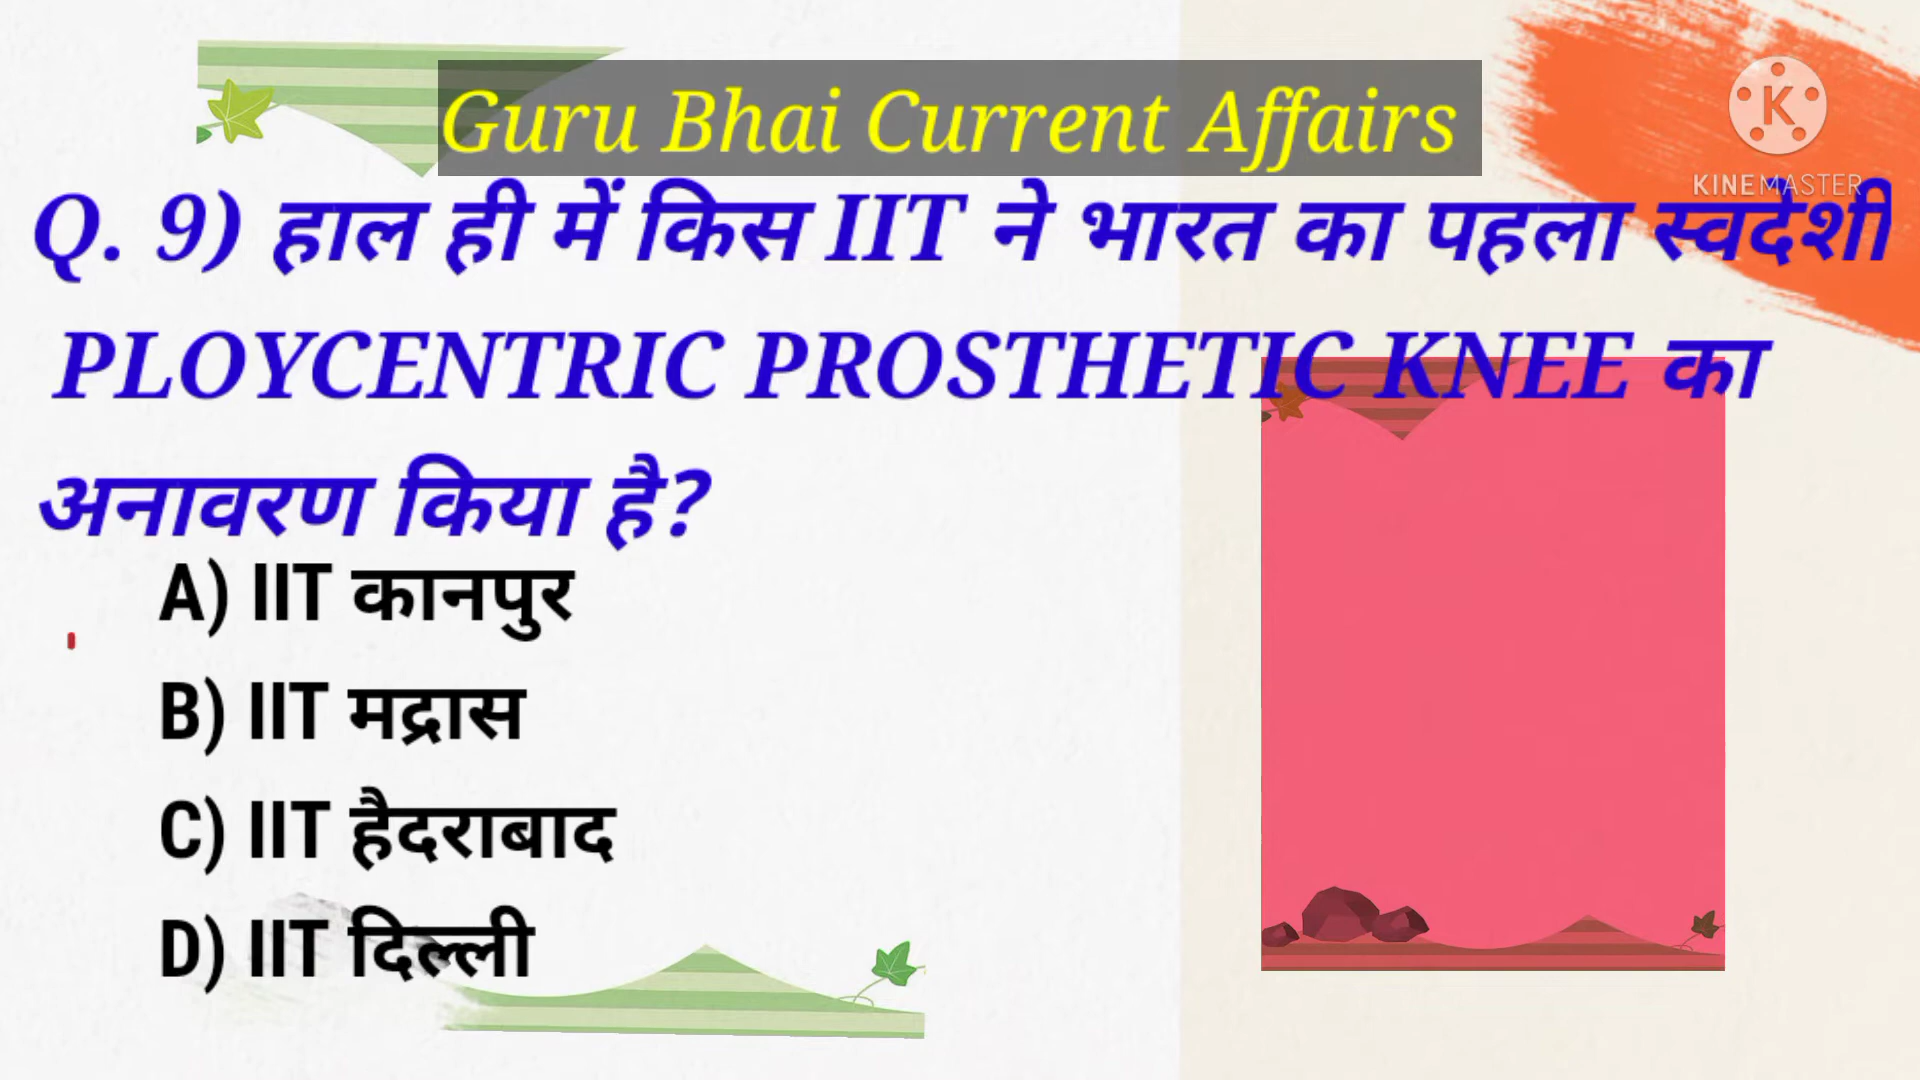 Guru Bhai Current Affairs
K
KINEMASTER
Q. 9) हाल ही में किस IIT ने भारत का पहला स्वदेशी
PLOYCENTRIC PROSTHETIC KNEE का
अनावरण किया है?
A) IIT कानपुर
B) IIT मद्रास
C) IIT हैदराबाद
D) IIT दिल्ली